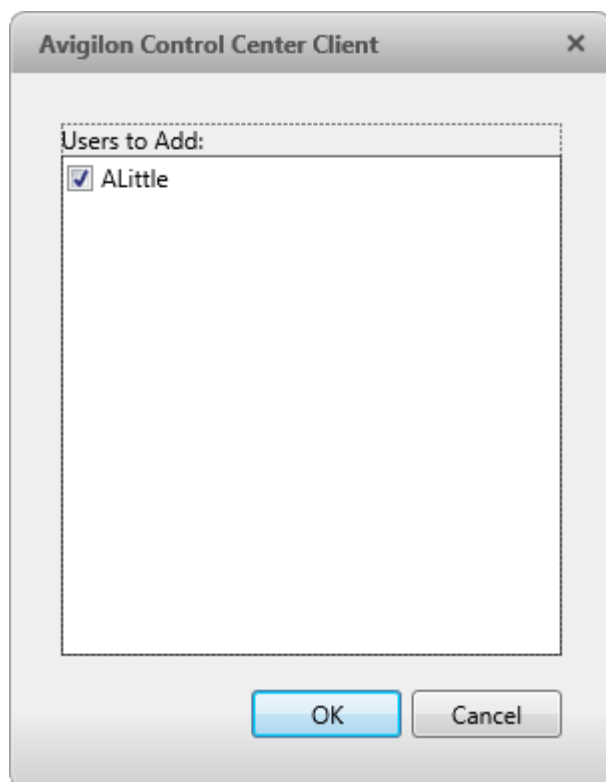 Avigilon Control Center Client
Users to Add:
ALittle
OK
Cancel